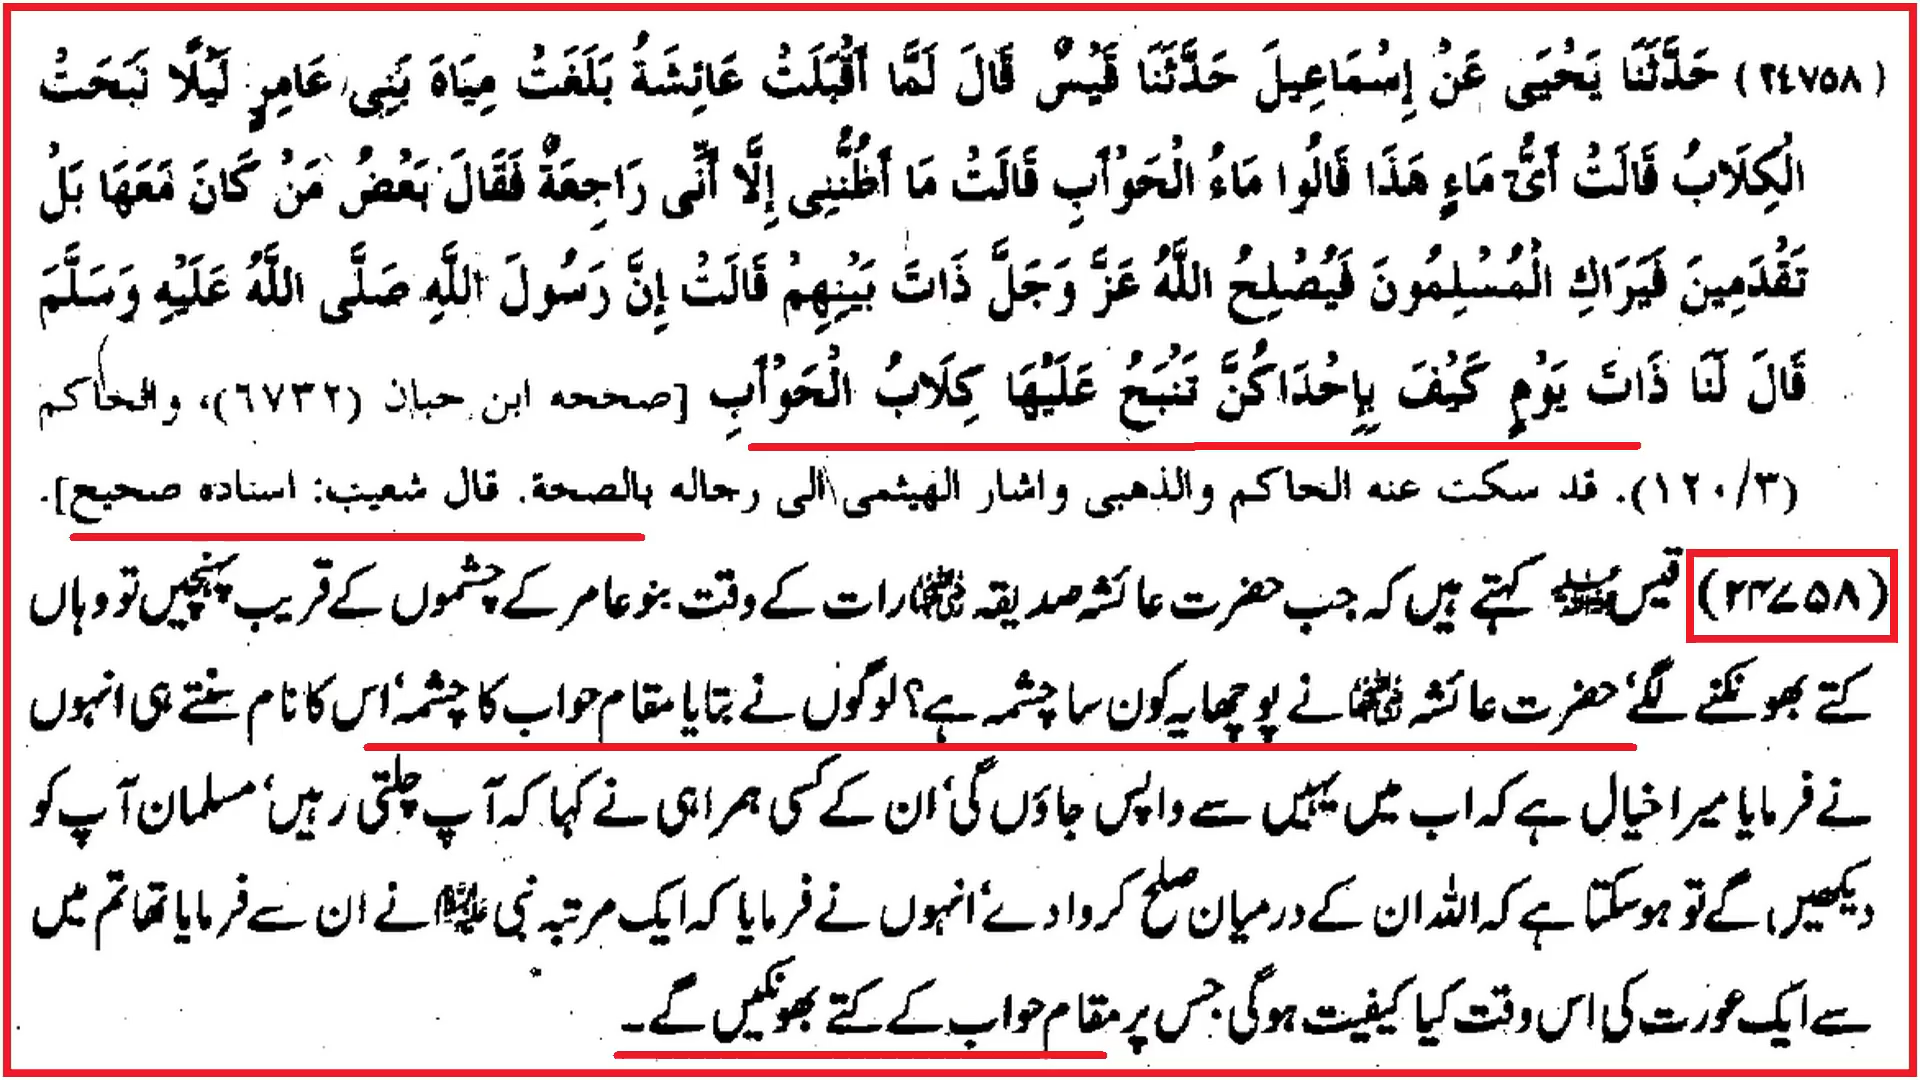 (٢٤٧٥٨) حَدَّثَنَا يَحْيَى عَنْ إِسْمَاعِيلَ حَدَّثَنَا قَيْسٌ قَالَ لَمَّا أَقْبَلَتْ عَائِشَةُ بَلَغَتْ مِيَاهَ بَنِي عَامِرٍ لَيْلًا نَبَحَتْ
الْكِلَابُ قَالَتْ أَيُّ مَاءٍ هَذَا قَالُوا مَاءُ الْحَوْأَبِ قَالَتْ مَا أَظُنُّنِي إِلَّا أَنِّي رَاجِعَةٌ فَقَالَ بَعْضُ مَنْ كَانَ مَعَهَا بَلْ
تَقْدَمِينَ فَيَرَاكِ الْمُسْلِمُونَ فَيُصْلِحُ اللَّهُ عَزَّ وَجَلَّ ذَاتَ بَيْنِهِمْ قَالَتْ إِنَّ رَسُولَ اللَّهِ صَلَّى اللَّهُ عَلَيْهِ وَسَلَّمَ
قَالَ لَنَا ذَاتَ يَوْمٍ كَيْفَ بِإِحْدَاكُنَّ تَنْبَحُ عَلَيْهَا كِلَابُ الْحَوْأَبِ [صححه ابن حبان (٦٧٣٢)، والحاكم
(١٢٠/٣). قد سكت عنه الحاكم والذهبى واشار الهيثمى الى رجاله بالصحة. قال شعيب: اسناده صحيح].
(۲۴۷۵۸) قیس رحمۃ اللہ علیہ کہتے ہیں کہ جب حضرت عائشہ صدیقہ رضی اللہ عنہا رات کے وقت بنو عامر کے چشموں کے قریب پہنچیں تو وہاں
کتے بھونکنے لگے، حضرت عائشہ رضی اللہ عنہا نے پوچھا یہ کون سا چشمہ ہے؟ لوگوں نے بتایا مقام حواب کا چشمہ، اس کا نام سنتے ہی انہوں
نے فرمایا میرا خیال ہے کہ اب میں یہیں سے واپس جاؤں گی، ان کے کسی ہمراہی نے کہا کہ آپ چلتی رہیں، مسلمان آپ کو
دیکھیں گے تو ہوسکتا ہے کہ اللہ ان کے درمیان صلح کروا دے، انہوں نے فرمایا کہ ایک مرتبہ نبی علیہ السلام نے ان سے فرمایا تھا تم میں
سے ایک عورت کی اس وقت کیا کیفیت ہوگی جس پر مقام حواب کے کتے بھونکیں گے۔